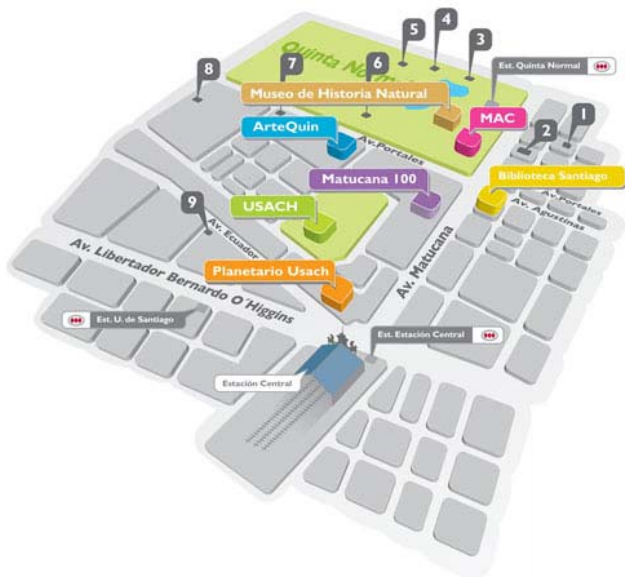 5
4
3
Quinta Normal
Est. Quinta Normal
8
7
6
Museo de Historia Natural
MAC
2
1
ArteQuin
Av.Portales
Matucana 100
Biblioteca Santiago
Av.Portales
Av. Agustinas
USACH
9
Av. Ecuador
Av. Matucana
Av. Libertador Bernardo O´Higgins
Planetario Usach
Est. U. de Santiago
Est. Estación Central
Estación Central